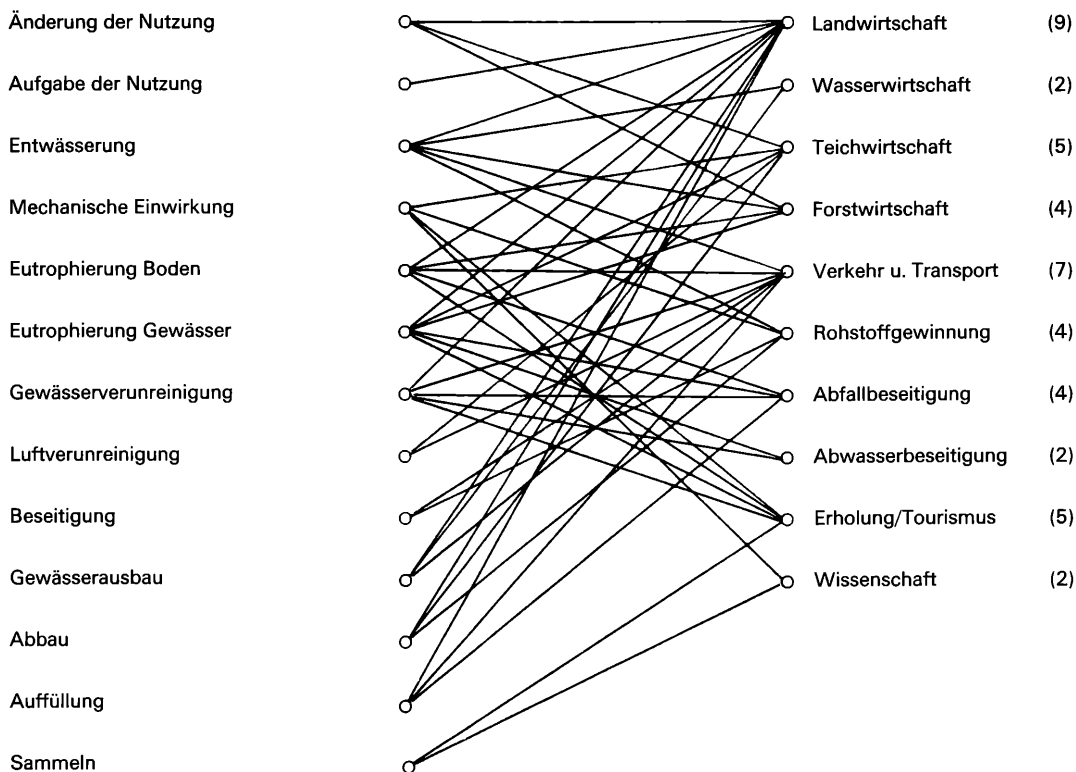 Änderung der Nutzung Landwirtschaft (9)
Aufgabe der Nutzung Wasserwirtschaft (2)
Entwässerung Teichwirtschaft (5)
Mechanische Einwirkung Forstwirtschaft (4)
Eutrophierung Boden Verkehr u. Transport (7)
Eutrophierung Gewässer Rohstoffgewinnung (4)
Gewässerverunreinigung Abfallbeseitigung (4)
Luftverunreinigung Abwasserbeseitigung (2)
Beseitigung Erholung/Tourismus (5)
Gewässerausbau Wissenschaft (2)
Abbau
Auffüllung
Sammeln